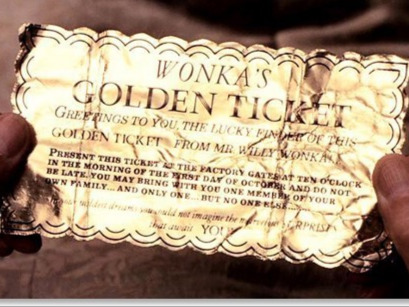 WONKA'S
GOLDEN TICKET
GREETINGS TO YOU, THE LUCKY FINDER OF THIS
GOLDEN TICKET FROM MR. WILLY WONKA
PRESENT THIS TICKET AT THE FACTORY GATES AT TEN O'CLOCK
IN THE MORNING OF THE FIRST DAY OF OCTOBER AND DO NOT
BE LATE. YOU MAY BRING WITH YOU ONE MEMBER OF YOUR
OWN FAMILY... AND ONLY ONE... BUT NO ONE ELSE...
wildest dreams you could not imagine the marvelous SURPRISES
that await YOU